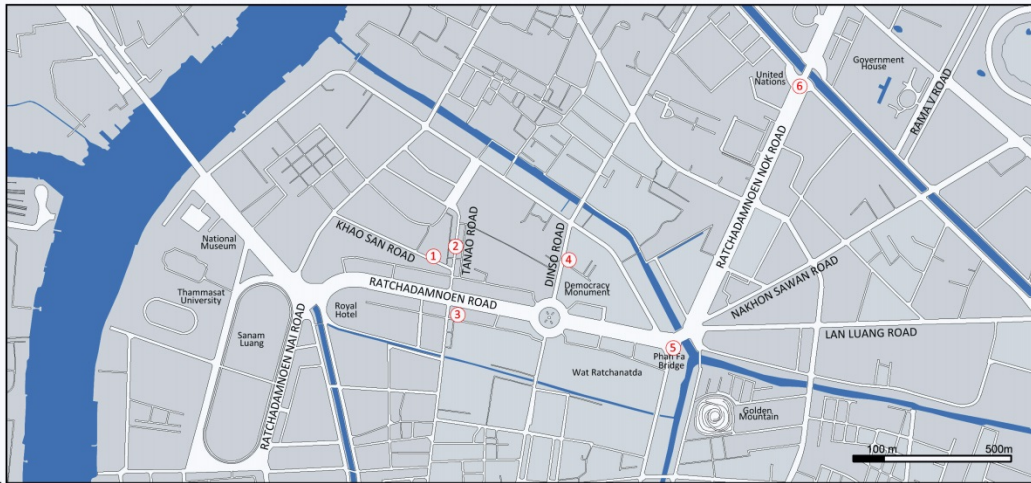 6
United
Nations
Government
House
RAMA V ROAD
RATCHADAMNOEN NOK ROAD
National
Museum
KHAO SAN ROAD
1
2
TANAO ROAD
DINSO ROAD
4
Democracy
Monument
NAKHON SAWAN ROAD
Thammasat
University
RATCHADAMNOEN ROAD
Royal
Hotel
3
Sanam
Luang
RATCHADAMNOEN NAI ROAD
LAN LUANG ROAD
5
Phan Fa
Bridge
Wat Ratchanatda
Golden
Mountain
100 m
500m